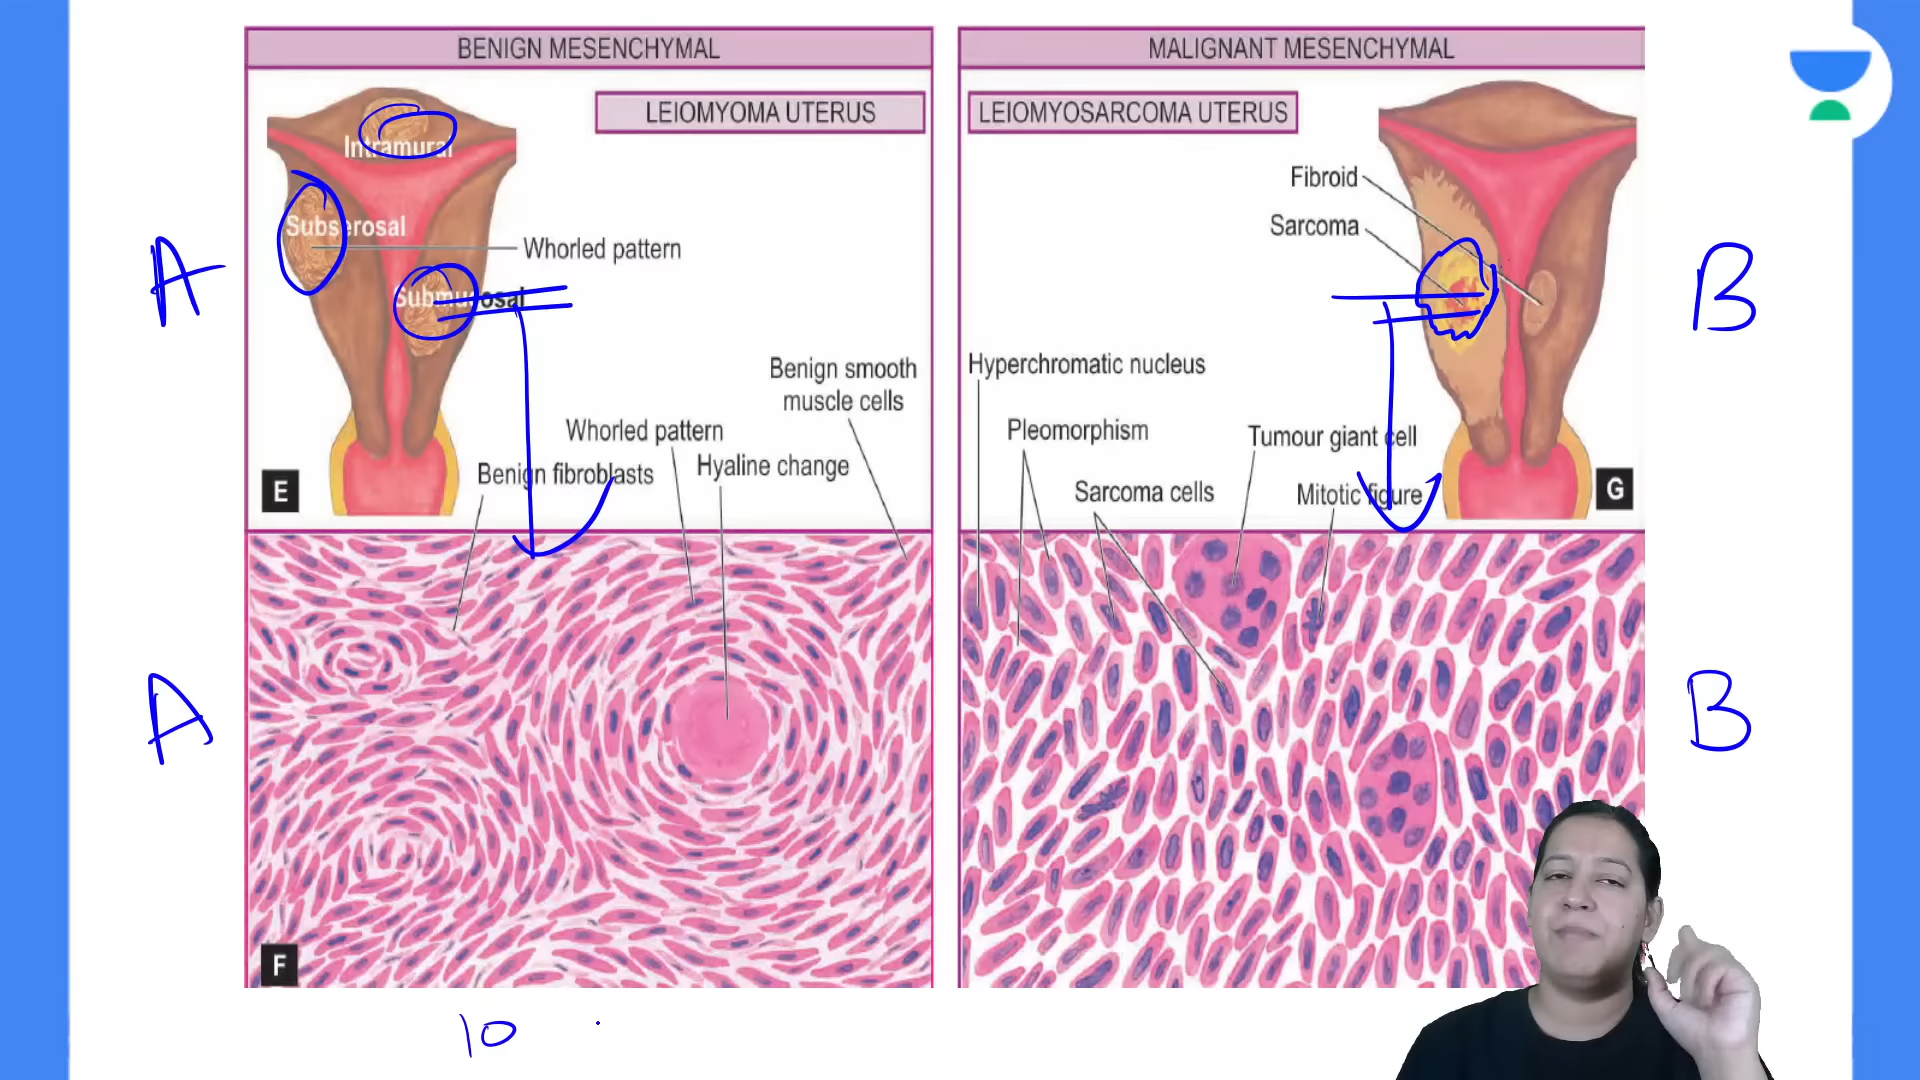 BENIGN MESENCHYMAL
LEIOMYOMA UTERUS
Intramural
Subserosal
Whorled pattern
Submucosal
Benign smooth
muscle cells
Whorled pattern
Hyaline change
Benign fibroblasts
E
F
A
A
10
MALIGNANT MESENCHYMAL
LEIOMYOSARCOMA UTERUS
Fibroid
Sarcoma
Hyperchromatic nucleus
Pleomorphism
Tumour giant cell
Sarcoma cells
Mitotic figure
G
B
B